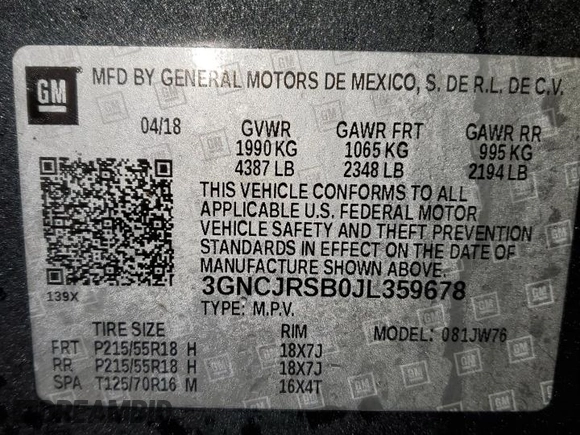 GM
MFD BY GENERAL MOTORS DE MEXICO, S. DE R.L. DE C.V.
04/18 GVWR GAWR FRT GAWR RR
1990 KG 1065 KG 995 KG
4387 LB 2348 LB 2194 LB
THIS VEHICLE CONFORMS TO ALL
APPLICABLE U.S. FEDERAL MOTOR
VEHICLE SAFETY AND THEFT PREVENTION
STANDARDS IN EFFECT ON THE DATE OF
MANUFACTURE SHOWN ABOVE.
139X
3GNCJRSB0JL359678
TYPE: M.P.V.
TIRE SIZE RIM MODEL: 081JW76
FRT P215/55R18 H 18X7J
RR P215/55R18 H 18X7J
SPA T125/70R16 M 16X4T